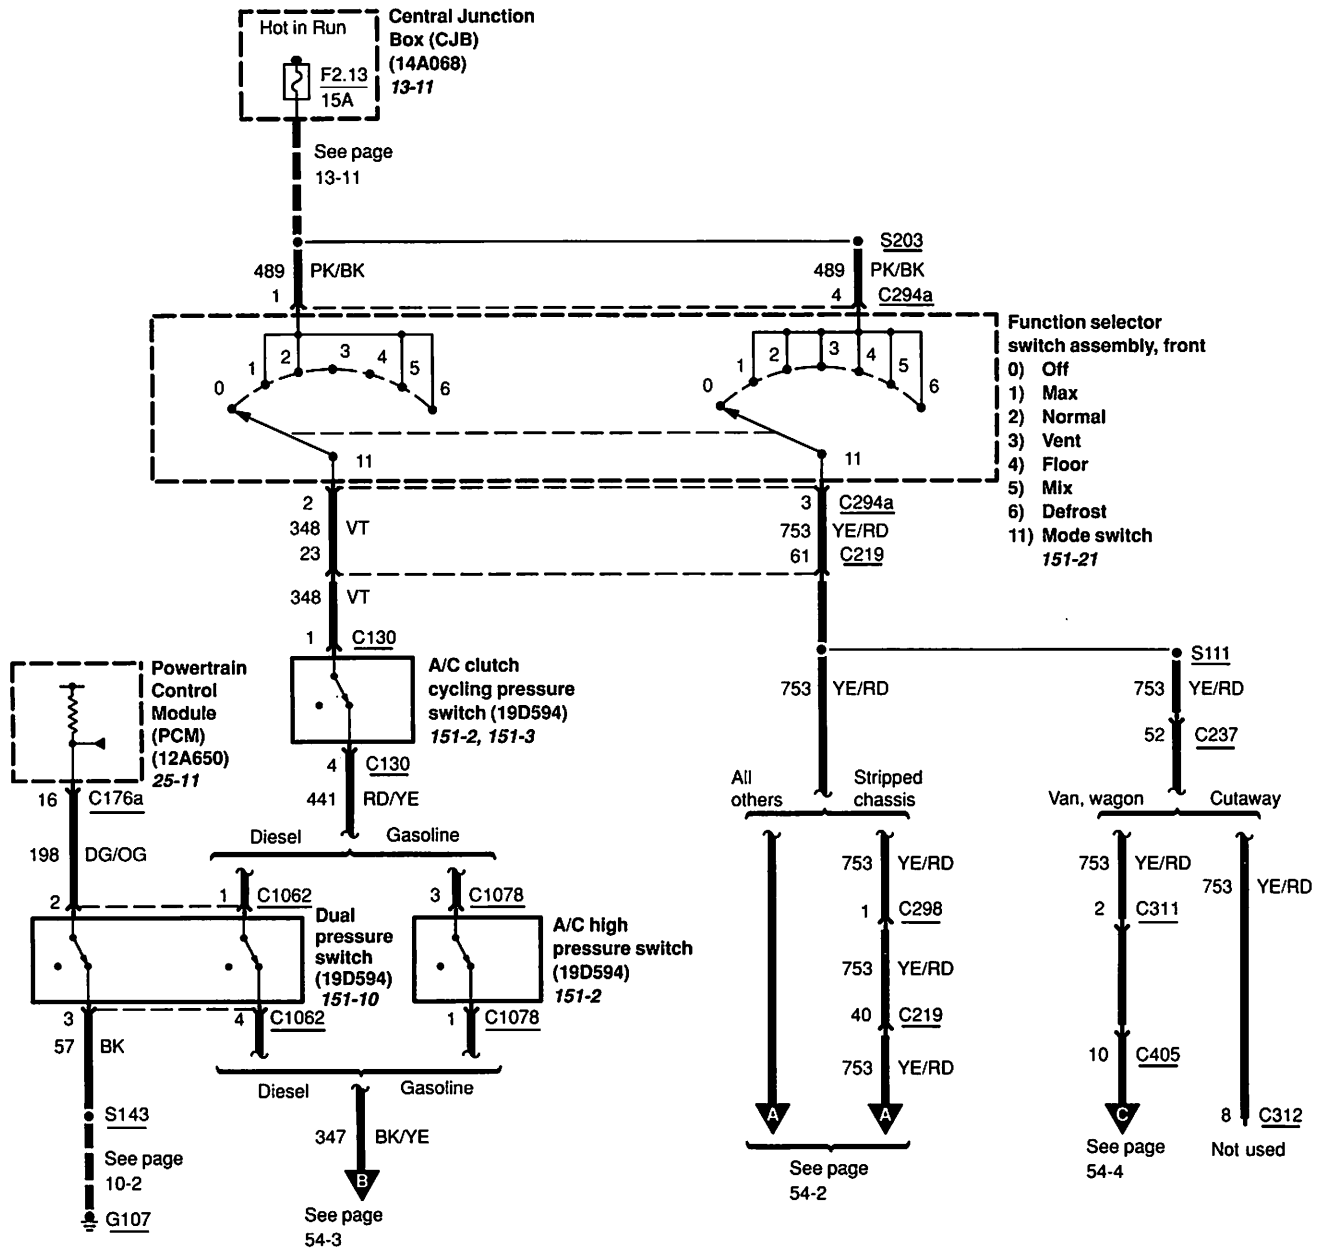 Hot in Run
F2.13
15A
Central Junction
Box (CJB)
(14A068)
13-11
See page
13-11
S203
489 PK/BK
489 PK/BK
1
4 C294a
Function selector
switch assembly, front
0) Off
1) Max
2) Normal
3) Vent
4) Floor
5) Mix
6) Defrost
11) Mode switch
151-21
0
1
2
3
4
5
6
11
0
1
2
3
4
5
6
11
2
3 C294a
348 VT
753 YE/RD
23
61 C219
348 VT
1 C130
A/C clutch
cycling pressure
switch (19D594)
151-2, 151-3
4 C130
441 RD/YE
Powertrain
Control
Module
(PCM)
(12A650)
25-11
16 C176a
198 DG/OG
Diesel
Gasoline
2
1 C1062
3 C1078
Dual
pressure
switch
(19D594)
151-10
A/C high
pressure switch
(19D594)
151-2
3
4 C1062
1 C1078
57 BK
S143
See page
10-2
G107
Diesel
Gasoline
347 BK/YE
B
See page
54-3
S111
753 YE/RD
753 YE/RD
52 C237
All
others
Stripped
chassis
Van, wagon
Cutaway
753 YE/RD
1 C298
753 YE/RD
40 C219
753 YE/RD
A
A
See page
54-2
753 YE/RD
2 C311
10 C405
C
See page
54-4
753 YE/RD
8 C312
Not used